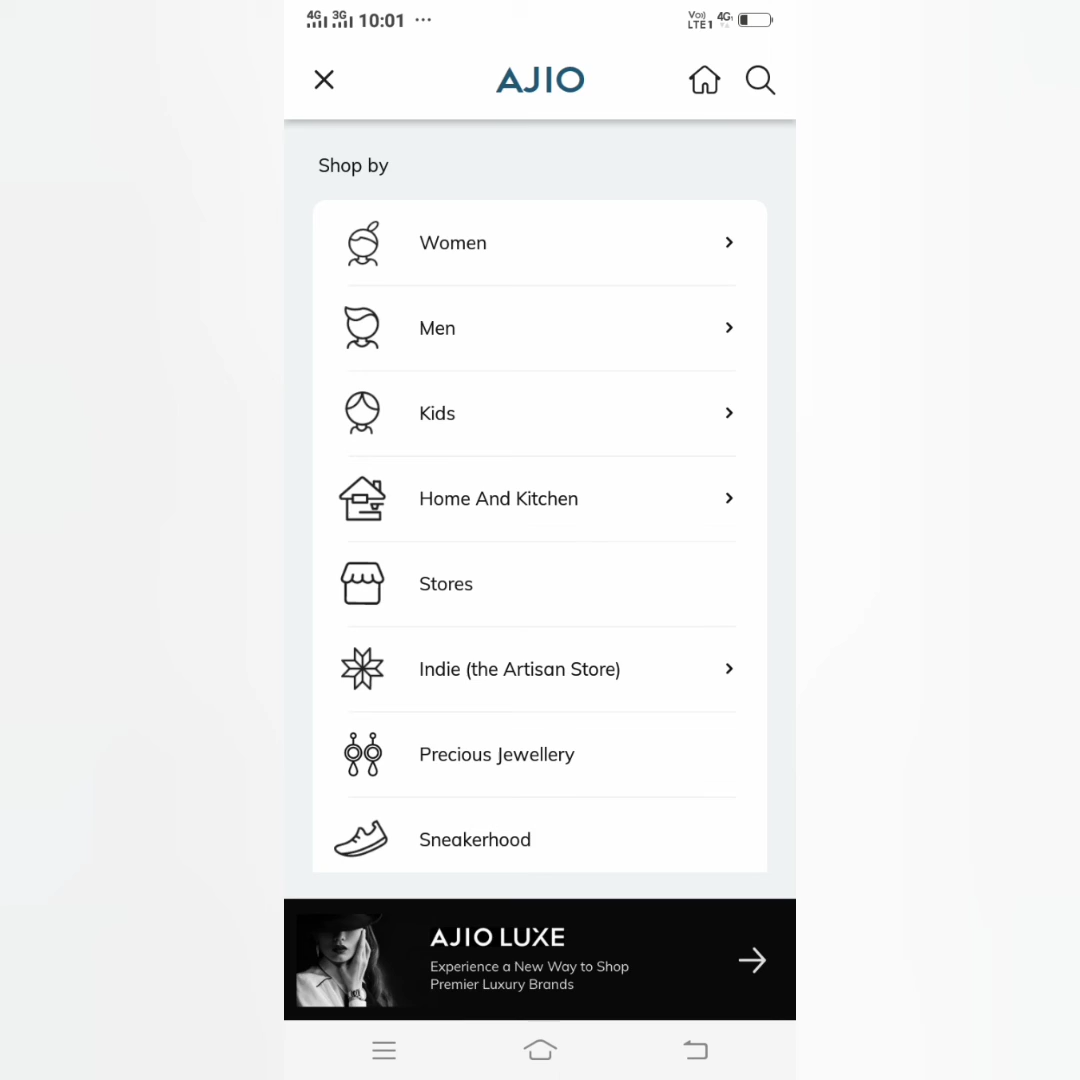 4G 3G 10:01 ... Vo) LTE1 4G
AJIO
Shop by
Women
Men
Kids
Home And Kitchen
Stores
Indie (the Artisan Store)
Precious Jewellery
Sneakerhood
AJIO LUXE
Experience a New Way to Shop
Premier Luxury Brands